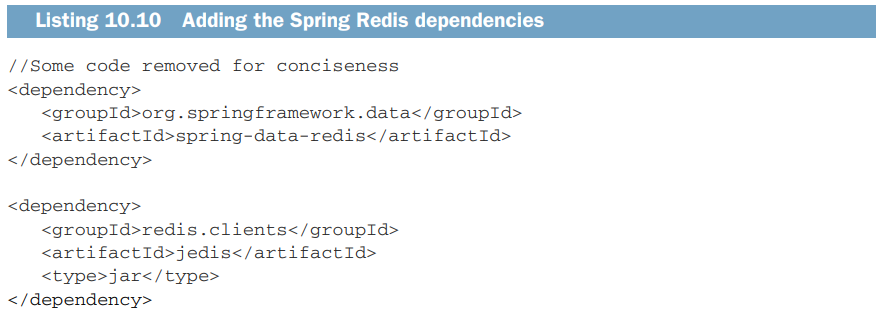 Listing 10.10 Adding the Spring Redis dependencies
//Some code removed for conciseness
<dependency>
<groupId>org.springframework.data</groupId>
<artifactId>spring-data-redis</artifactId>
</dependency>
<dependency>
<groupId>redis.clients</groupId>
<artifactId>jedis</artifactId>
<type>jar</type>
</dependency>